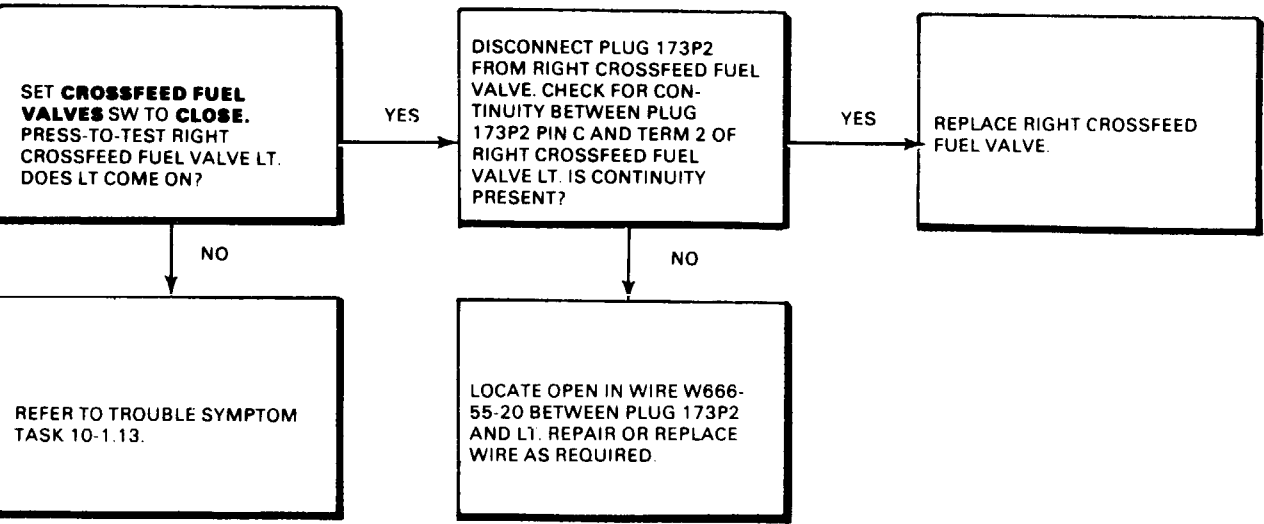 SET CROSSFEED FUEL
VALVES SW TO CLOSE.
PRESS-TO-TEST RIGHT
CROSSFEED FUEL VALVE LT.
DOES LT COME ON?
YES
DISCONNECT PLUG 173P2
FROM RIGHT CROSSFEED FUEL
VALVE. CHECK FOR CON-
TINUITY BETWEEN PLUG
173P2 PIN C AND TERM 2 OF
RIGHT CROSSFEED FUEL
VALVE LT. IS CONTINUITY
PRESENT?
YES
REPLACE RIGHT CROSSFEED
FUEL VALVE.
NO
NO
REFER TO TROUBLE SYMPTOM
TASK 10-1.13.
LOCATE OPEN IN WIRE W666-
55-20 BETWEEN PLUG 173P2
AND LT. REPAIR OR REPLACE
WIRE AS REQUIRED.